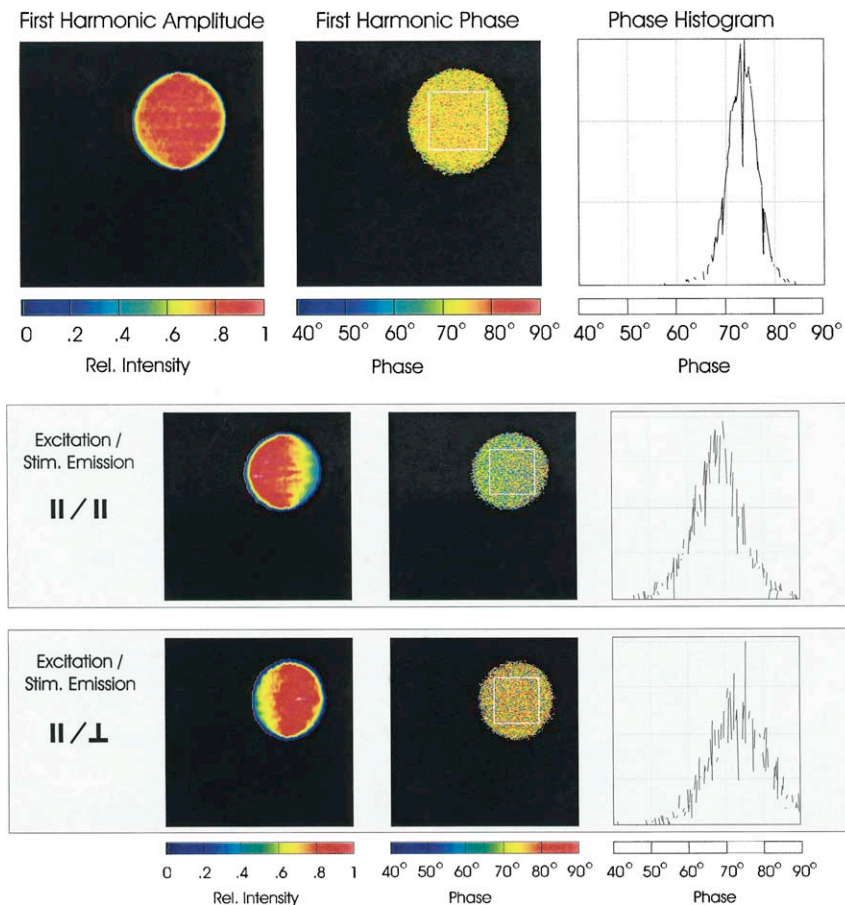 First Harmonic Amplitude
First Harmonic Phase
Phase Histogram
0 .2 .4 .6 .8 1
Rel. Intensity
40° 50° 60° 70° 80° 90°
Phase
40° 50° 60° 70° 80° 90°
Phase
Excitation /
Stim. Emission
II / II
Excitation /
Stim. Emission
II / ⊥
0 .2 .4 .6 .8 1
Rel. Intensity
40° 50° 60° 70° 80° 90°
Phase
40° 50° 60° 70° 80° 90°
Phase